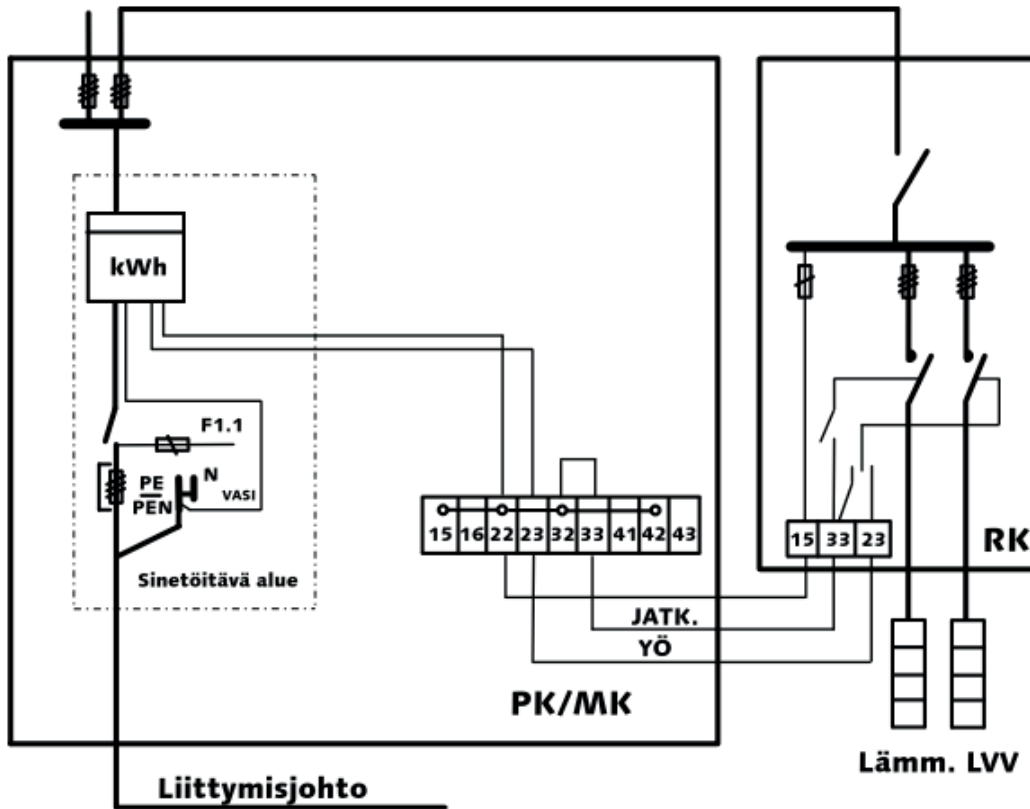 kWh
F1.1
PE
PEN
N
VASI
Sinetöitävä alue
15 16 22 23 32 33 41 42 43
15 33 23
RK
JATK.
YÖ
PK/MK
Lämm. LVV
Liittymisjohto